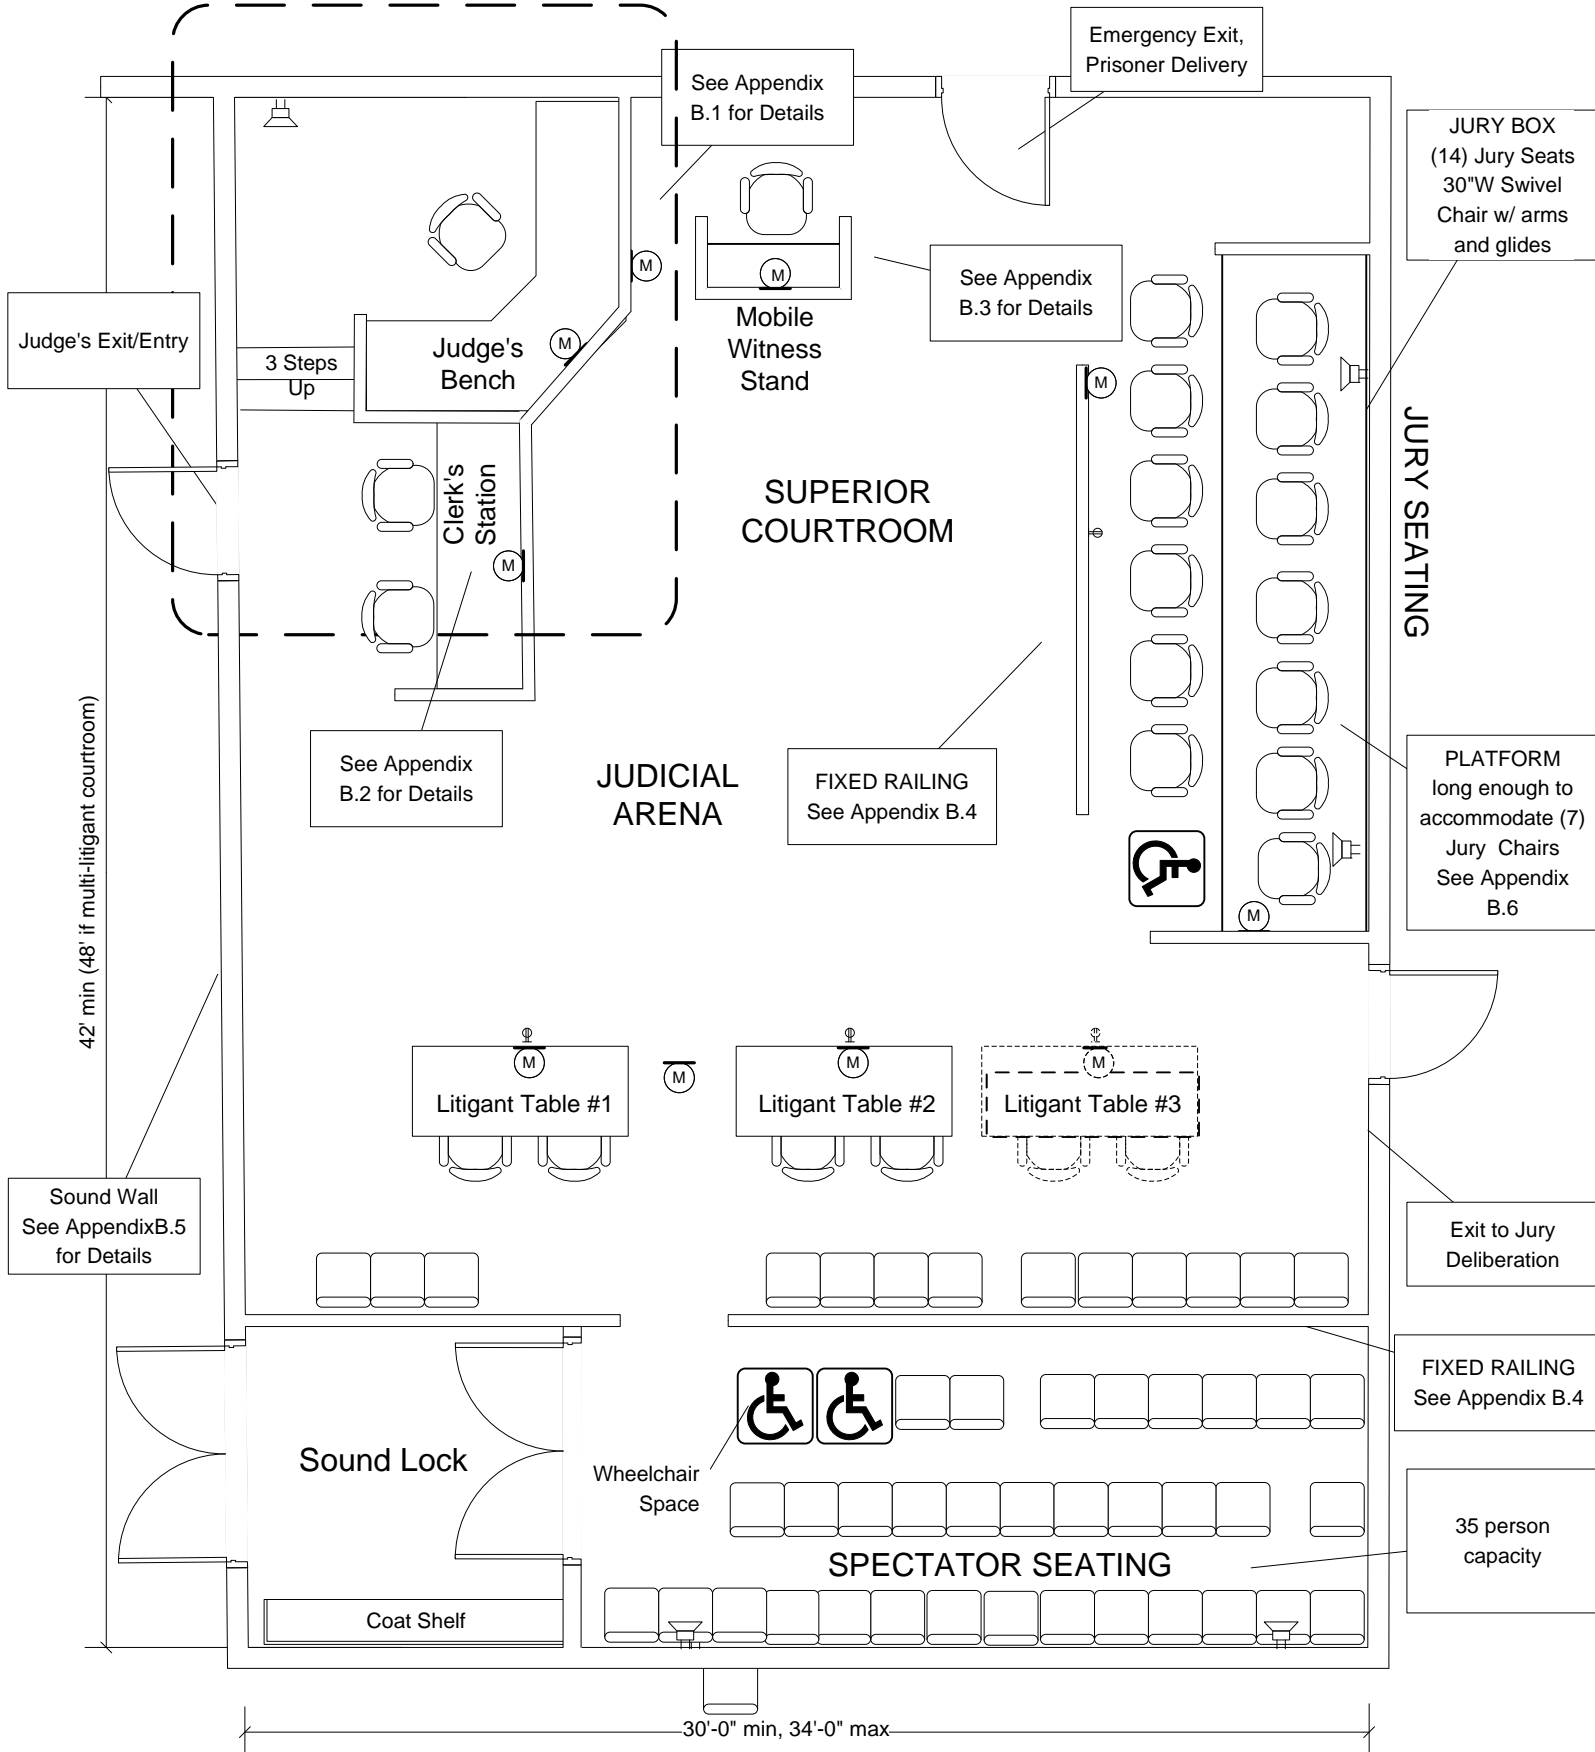 Emergency Exit,
Prisoner Delivery
See Appendix
B.1 for Details
JURY BOX
(14) Jury Seats
30"W Swivel
Chair w/ arms
and glides
M
M
See Appendix
B.3 for Details
Judge's Exit/Entry
Mobile
Witness
Stand
3 Steps
Up
Judge's
Bench
M
M
JURY SEATING
Clerk's
Station
M
SUPERIOR
COURTROOM
42' min (48' if multi-litigant courtroom)
See Appendix
B.2 for Details
JUDICIAL
ARENA
FIXED RAILING
See Appendix B.4
PLATFORM
long enough to
accommodate (7)
Jury Chairs
See Appendix
B.6
M
M
M
M
M
Litigant Table #1
Litigant Table #2
Litigant Table #3
Sound Wall
See AppendixB.5
for Details
Exit to Jury
Deliberation
FIXED RAILING
See Appendix B.4
Sound Lock
Wheelchair
Space
35 person
capacity
SPECTATOR SEATING
Coat Shelf
30'-0" min, 34'-0" max